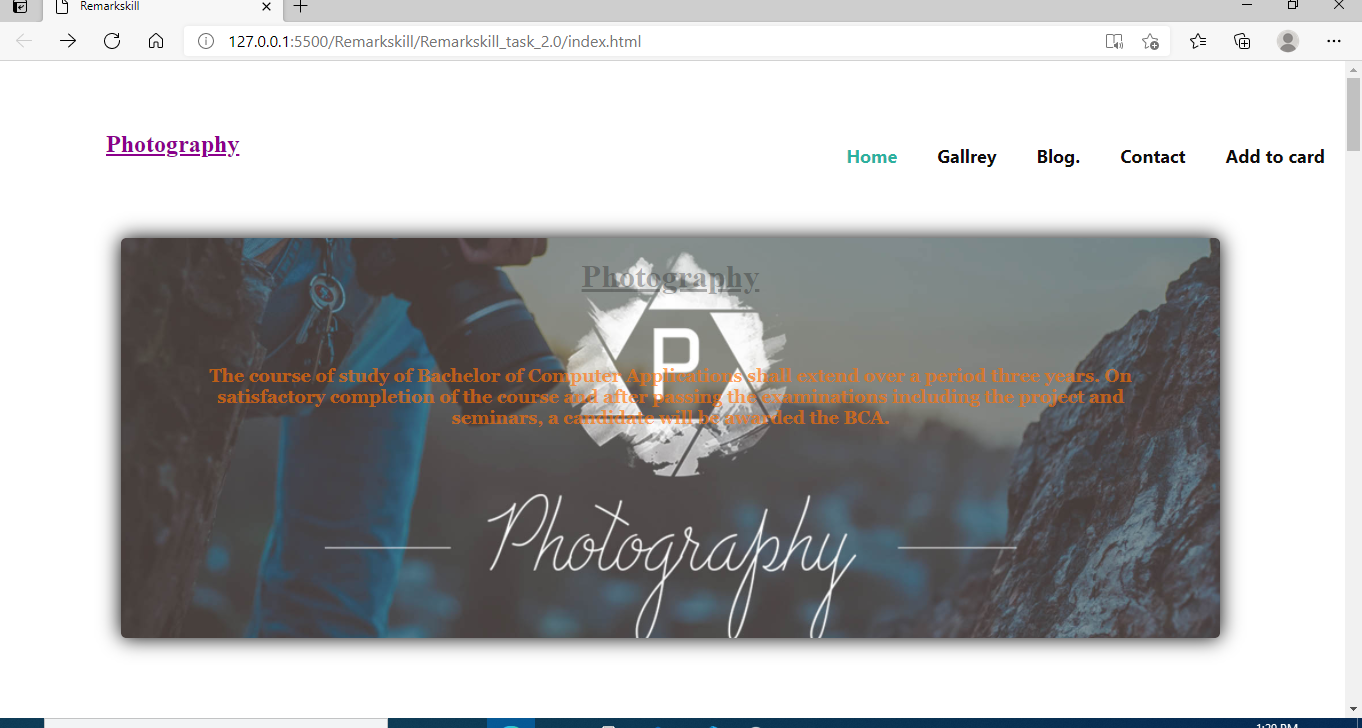 Remarkskill
127.0.0.1:5500/Remarkskill/Remarkskill_task_2.0/index.html
Photography
Home Gallrey Blog. Contact Add to card
Photography
P
The course of study of Bachelor of Computer Applications shall extend over a period three years. On
satisfactory completion of the course and after passing the examinations including the project and
seminars, a candidate will be awarded the BCA.
Photography
1:29 PM